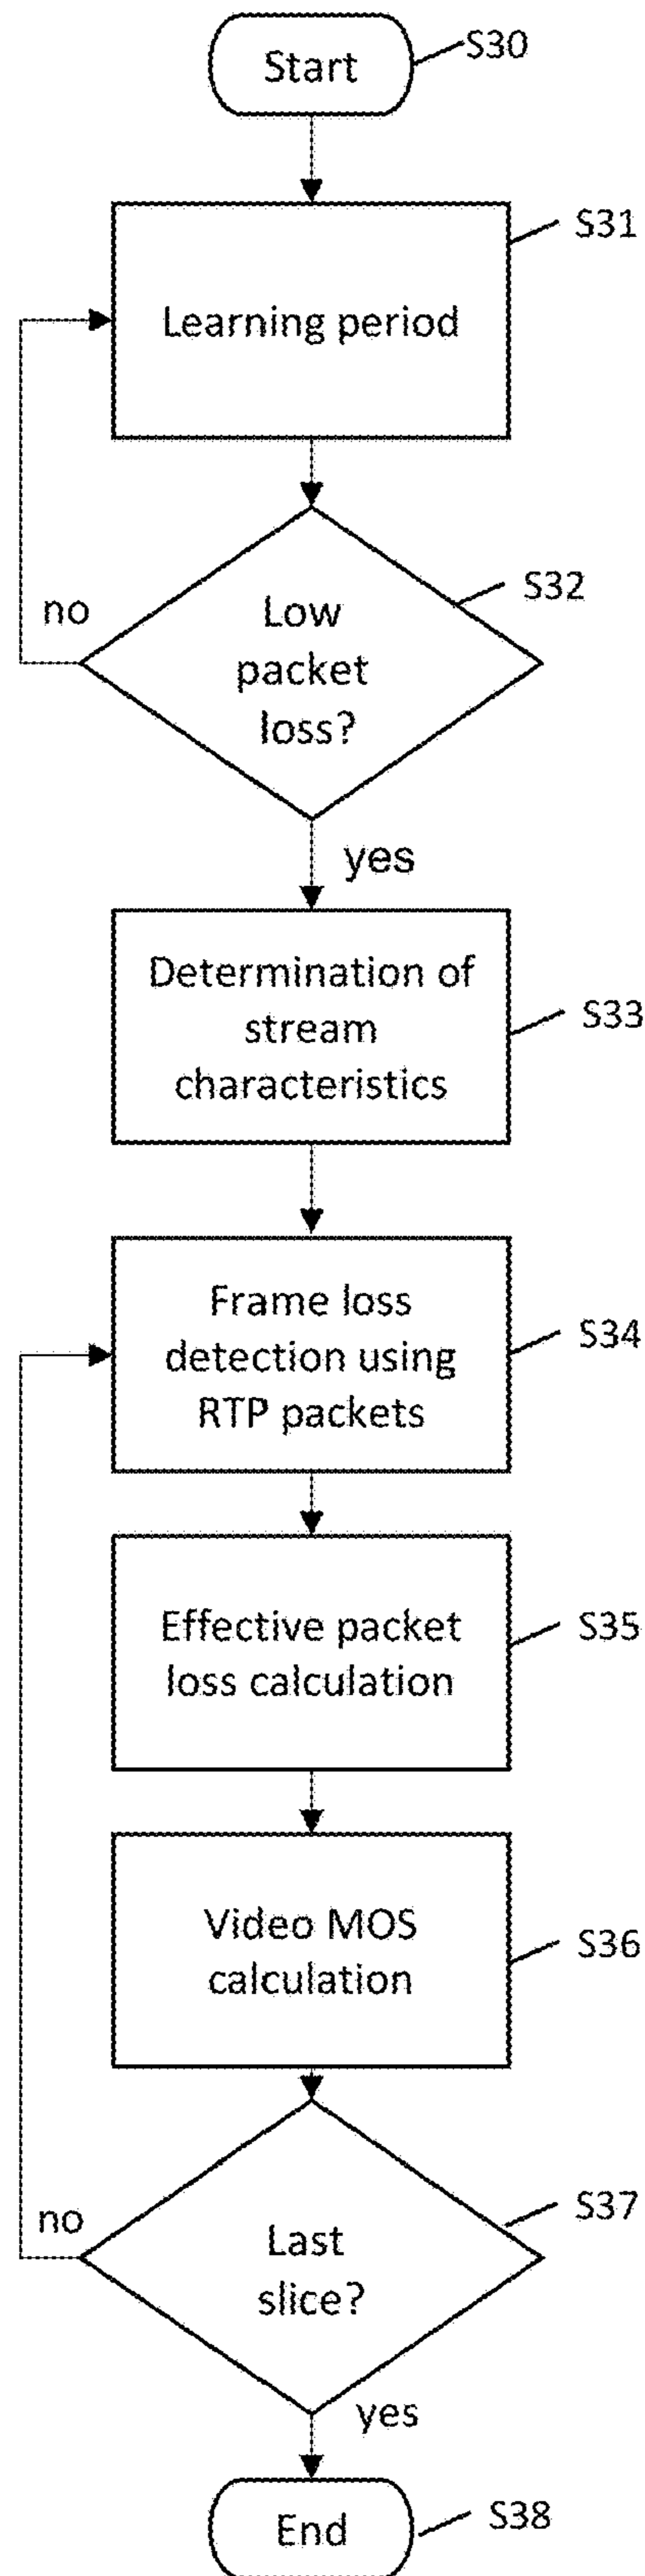 Start
S30
Learning period
S31
Low
packet
loss?
S32
no
yes
Determination of
stream
characteristics
S33
Frame loss
detection using
RTP packets
S34
Effective packet
loss calculation
S35
Video MOS
calculation
S36
Last
slice?
S37
no
yes
End
S38